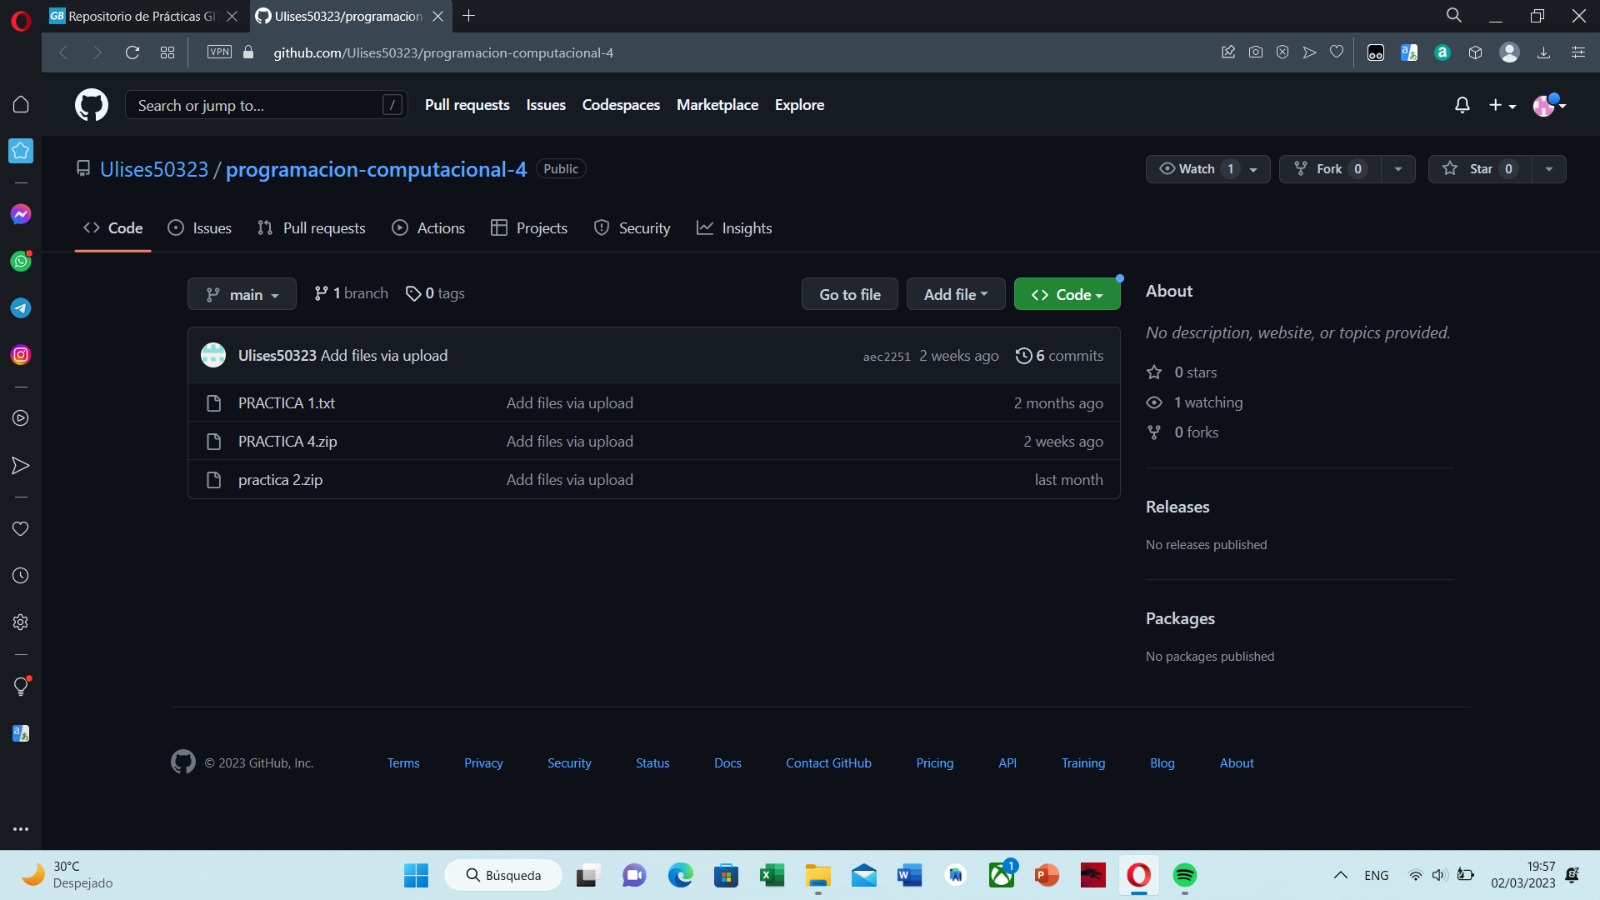 GB Repositorio de Prácticas GI
Ulises50323/programacion
VPN
github.com/Ulises50323/programacion-computacional-4
Search or jump to... /
Pull requests
Issues
Codespaces
Marketplace
Explore
Ulises50323 / programacion-computacional-4 Public
Watch 1
Fork 0
Star 0
Code
Issues
Pull requests
Actions
Projects
Security
Insights
main
1 branch
0 tags
Go to file
Add file
Code
Ulises50323 Add files via upload
aec2251 2 weeks ago 6 commits
PRACTICA 1.txt Add files via upload 2 months ago
PRACTICA 4.zip Add files via upload 2 weeks ago
practica 2.zip Add files via upload last month
About
No description, website, or topics provided.
0 stars
1 watching
0 forks
Releases
No releases published
Packages
No packages published
© 2023 GitHub, Inc.
Terms
Privacy
Security
Status
Docs
Contact GitHub
Pricing
API
Training
Blog
About
30°C
Despejado
Búsqueda
1
ENG
19:57
02/03/2023